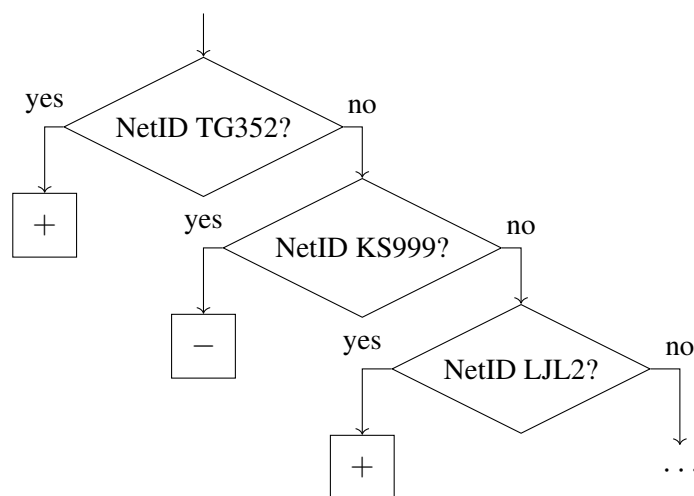 yes
no
NetID TG352?
+
yes
no
NetID KS999?
−
yes
no
NetID LJL2?
+
...